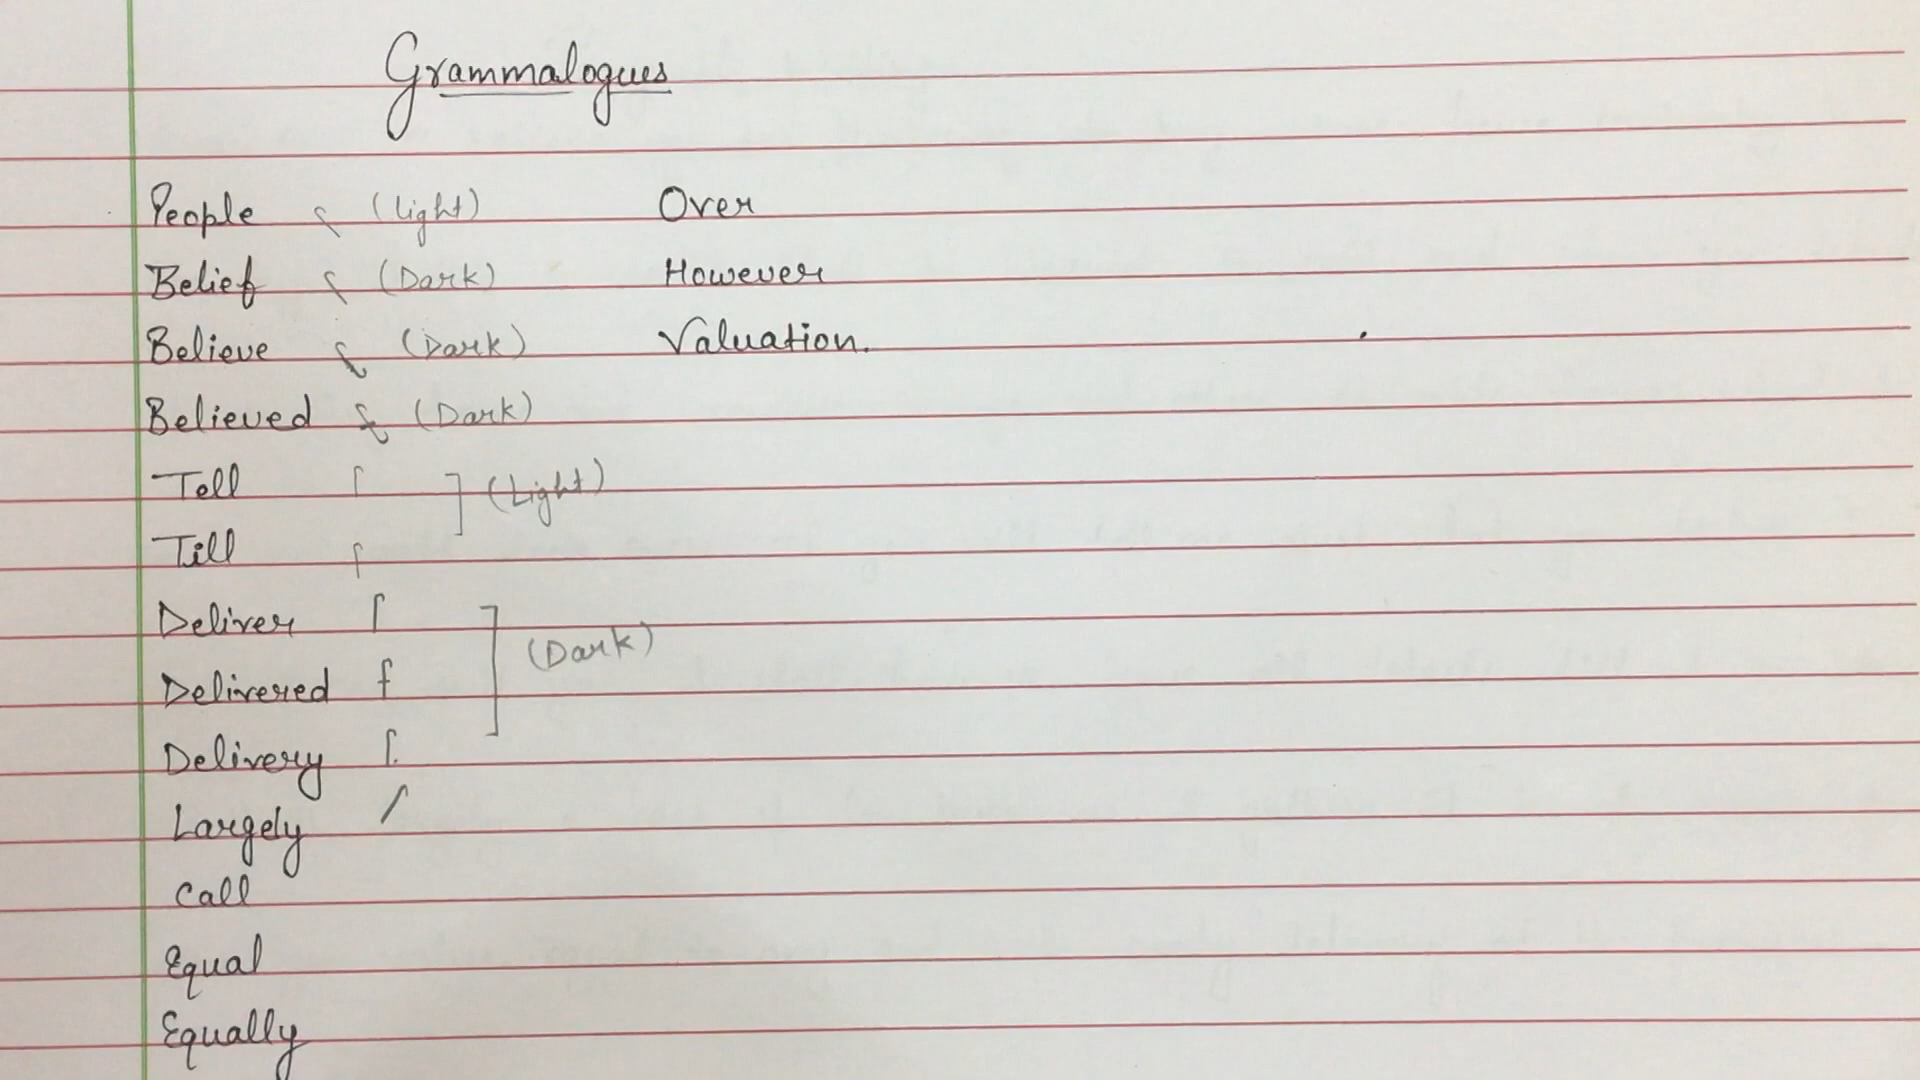 Grammalogues
People (Light) Over
Belief (Dark) However
Believe (Dark) Valuation.
Believed (Dark)
Tell (Light)
Till
Deliver (Dark)
Delivered
Delivery
Largely
Call
Equal
Equally